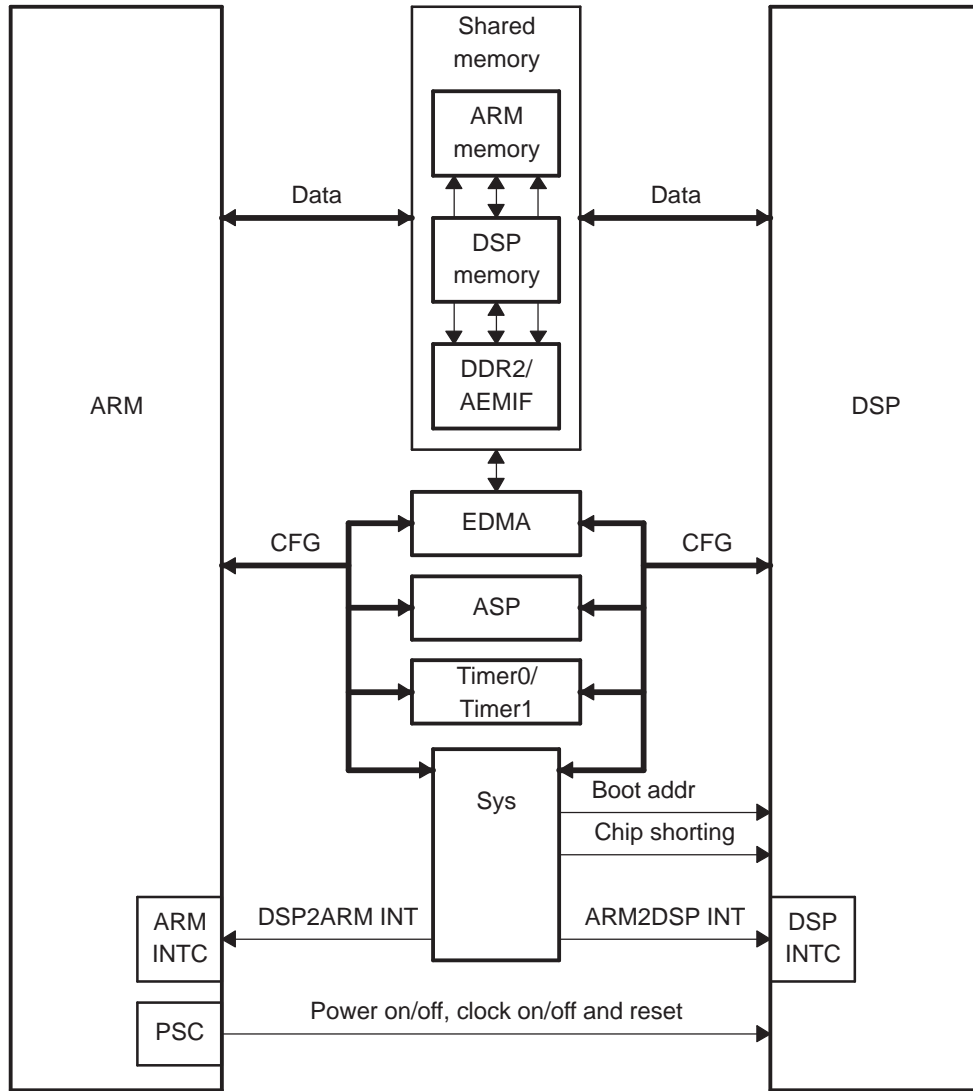 Shared
memory
ARM
memory
Data
Data
DSP
memory
DDR2/
AEMIF
ARM
DSP
EDMA
CFG
CFG
ASP
Timer0/
Timer1
Sys
Boot addr
Chip shorting
DSP2ARM INT
ARM2DSP INT
ARM
INTC
DSP
INTC
PSC
Power on/off, clock on/off and reset